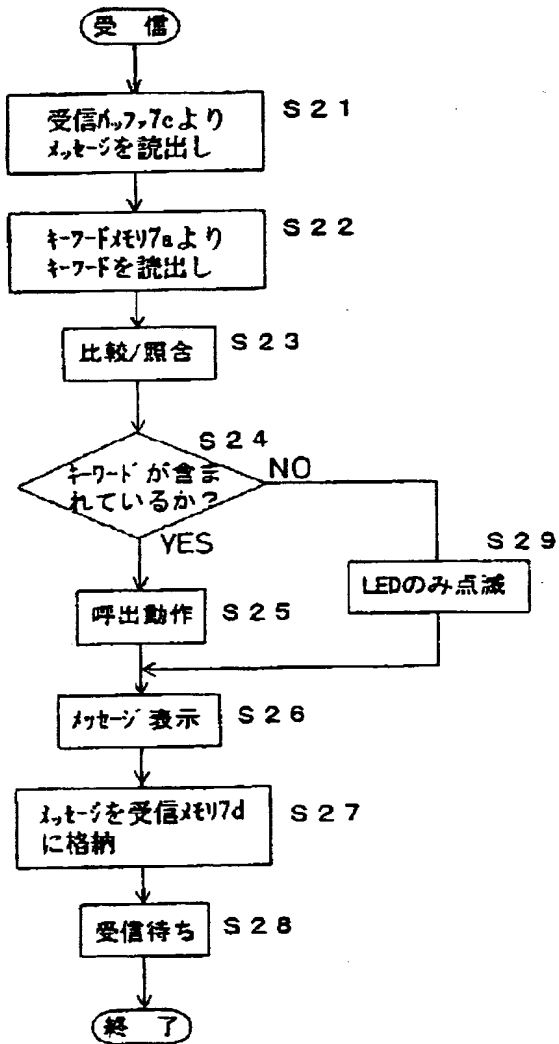 受 信
受信バッファ7cより
メッセージを読出し
S21
キーワードメモリ7aより
キーワードを読出し
S22
比較/照合
S23
S24
キーワードが含ま
れているか?
NO
YES
S29
LEDのみ点滅
呼出動作
S25
メッセージ表示
S26
メッセージを受信メモリ7d
に格納
S27
受信待ち
S28
終 了